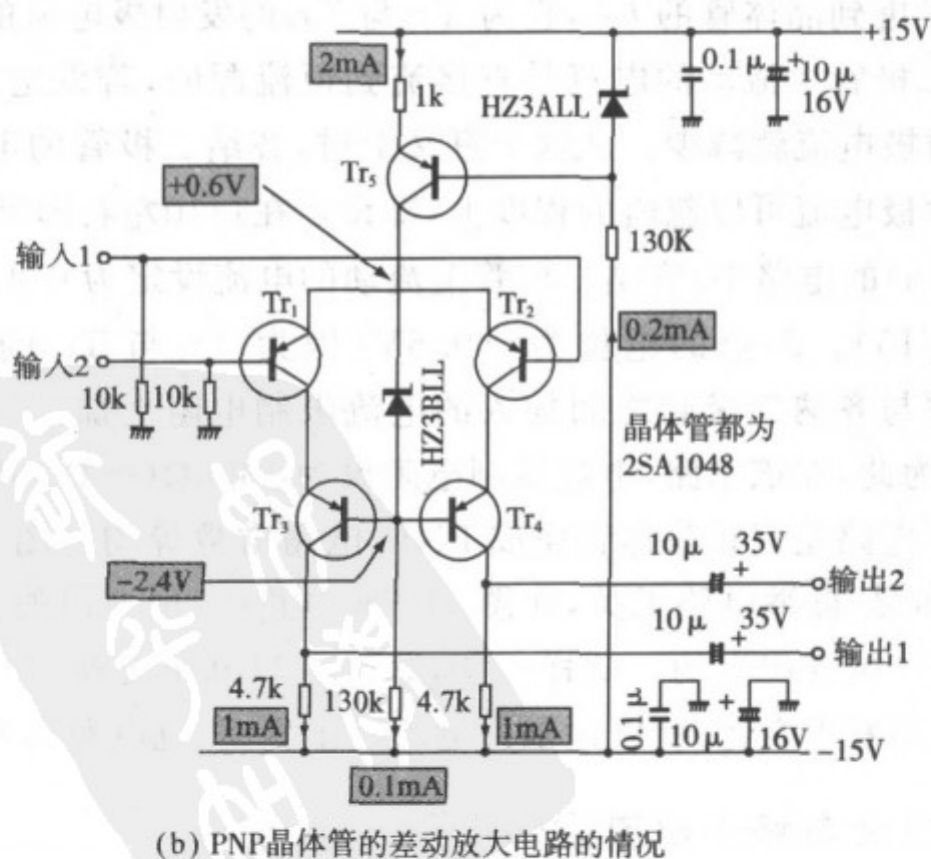 +15V
2mA
1k
0.1μ
+
10μ
16V
HZ3ALL
Tr5
+0.6V
130K
输入1
Tr1
Tr2
0.2mA
输入2
10k
10k
HZ3BLL
晶体管都为
2SA1048
Tr3
Tr4
-2.4V
10μ
35V
+
输出2
10μ
35V
+
输出1
4.7k
130k
4.7k
0.1μ
+
10μ
16V
1mA
1mA
-15V
0.1mA
(b) PNP晶体管的差动放大电路的情况